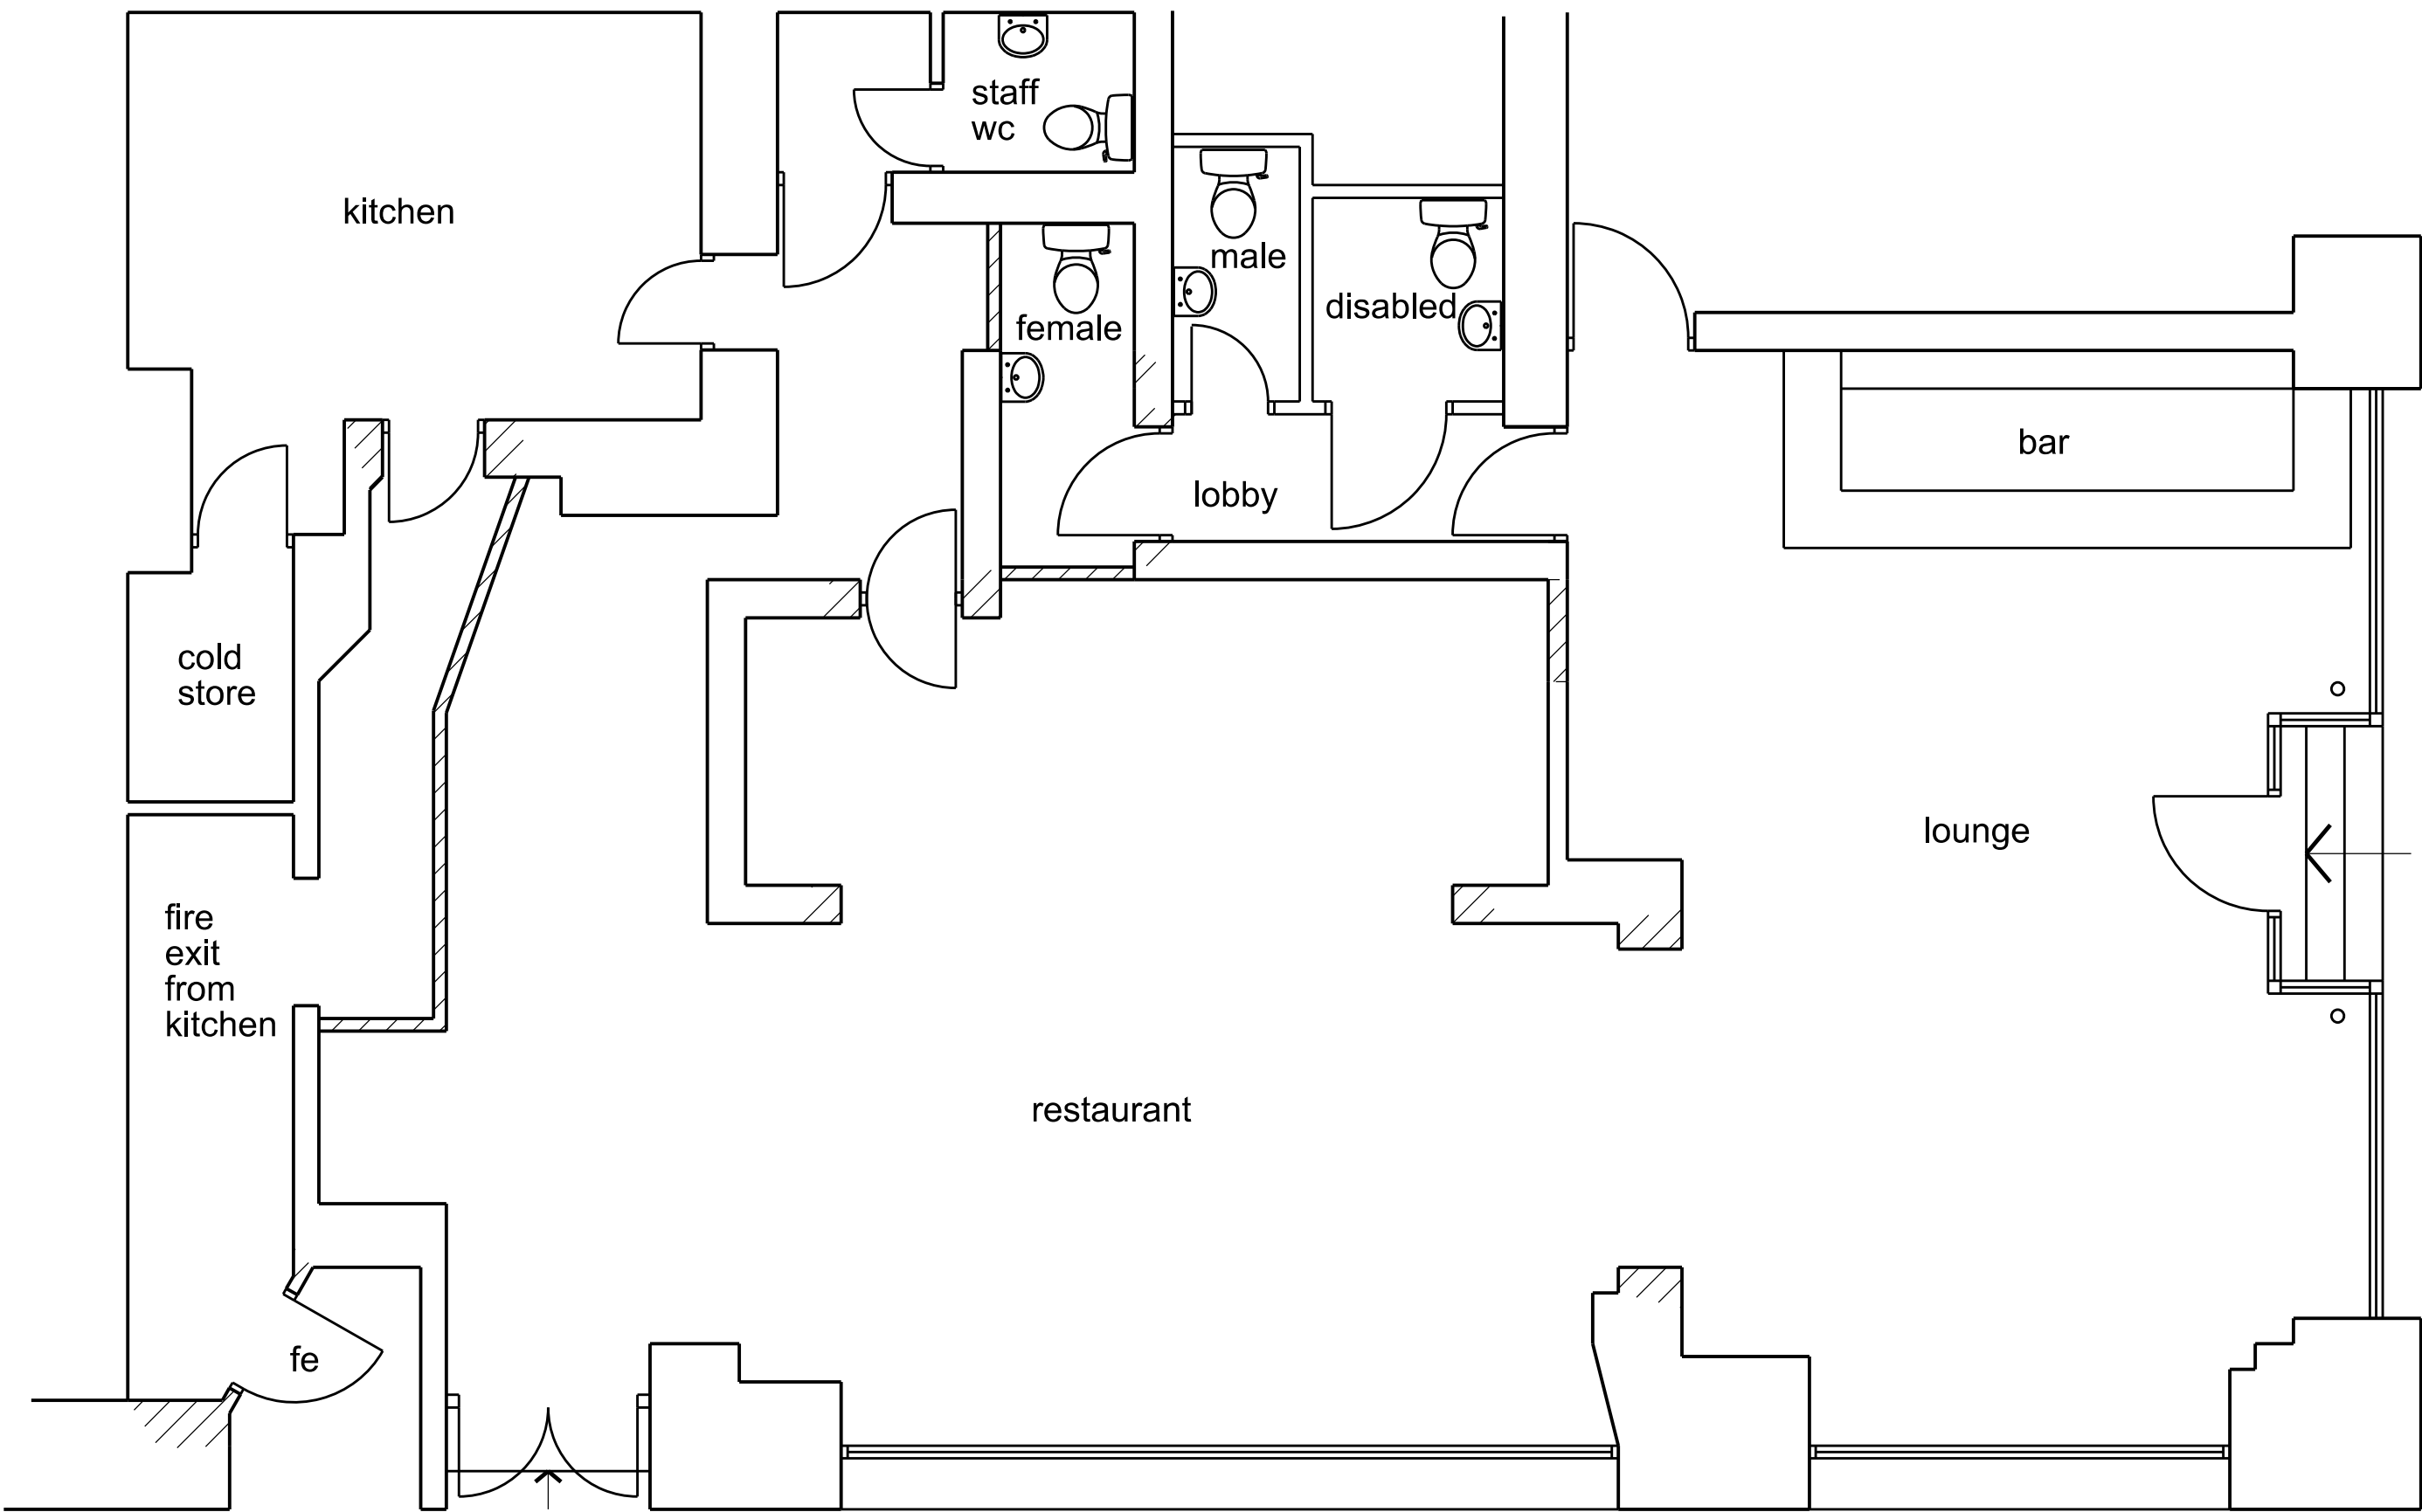 staff
wc
kitchen
male
disabled
female
bar
lobby
cold
store
lounge
fire
exit
from
kitchen
restaurant
fe